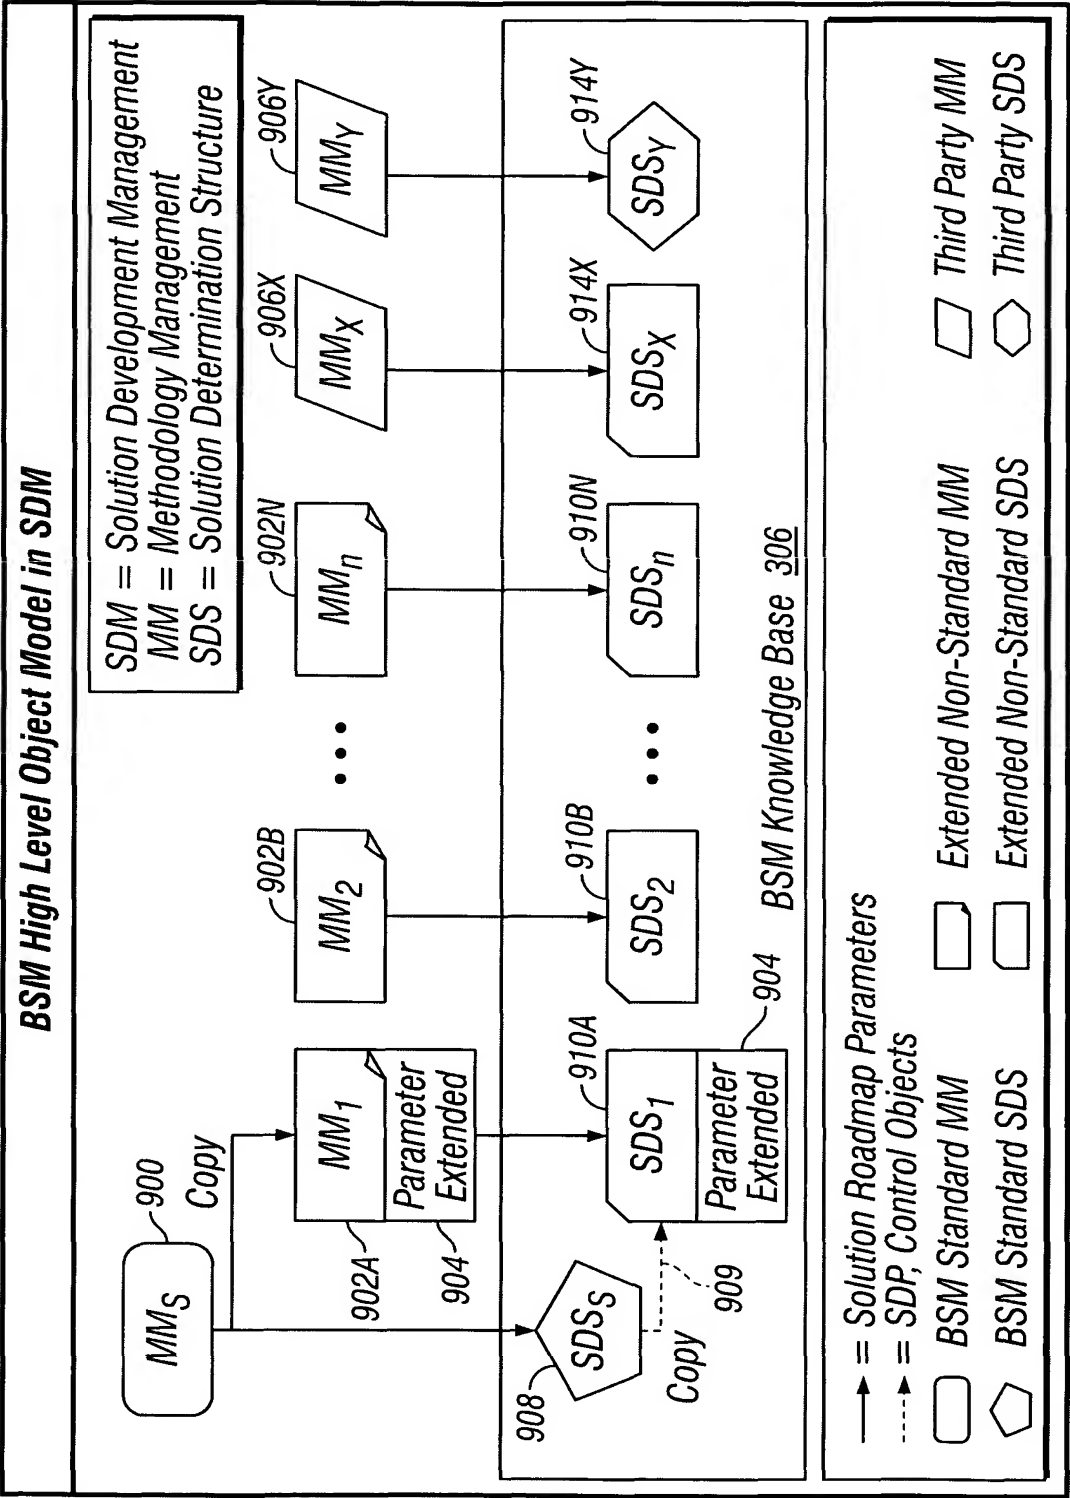 BSM High Level Object Model in SDM
SDM = Solution Development Management
MM = Methodology Management
SDS = Solution Determination Structure
900
MMS
Copy
902A
MM1
Parameter
Extended
904
902B
MM2
• • •
902N
MMn
906X
MMX
906Y
MMY
908
SDSS
Copy
909
910A
SDS1
Parameter
Extended
904
910B
SDS2
• • •
910N
SDSn
914X
SDSX
914Y
SDSY
BSM Knowledge Base 306
= Solution Roadmap Parameters
= SDP, Control Objects
BSM Standard MM
Extended Non-Standard MM
Third Party MM
BSM Standard SDS
Extended Non-Standard SDS
Third Party SDS